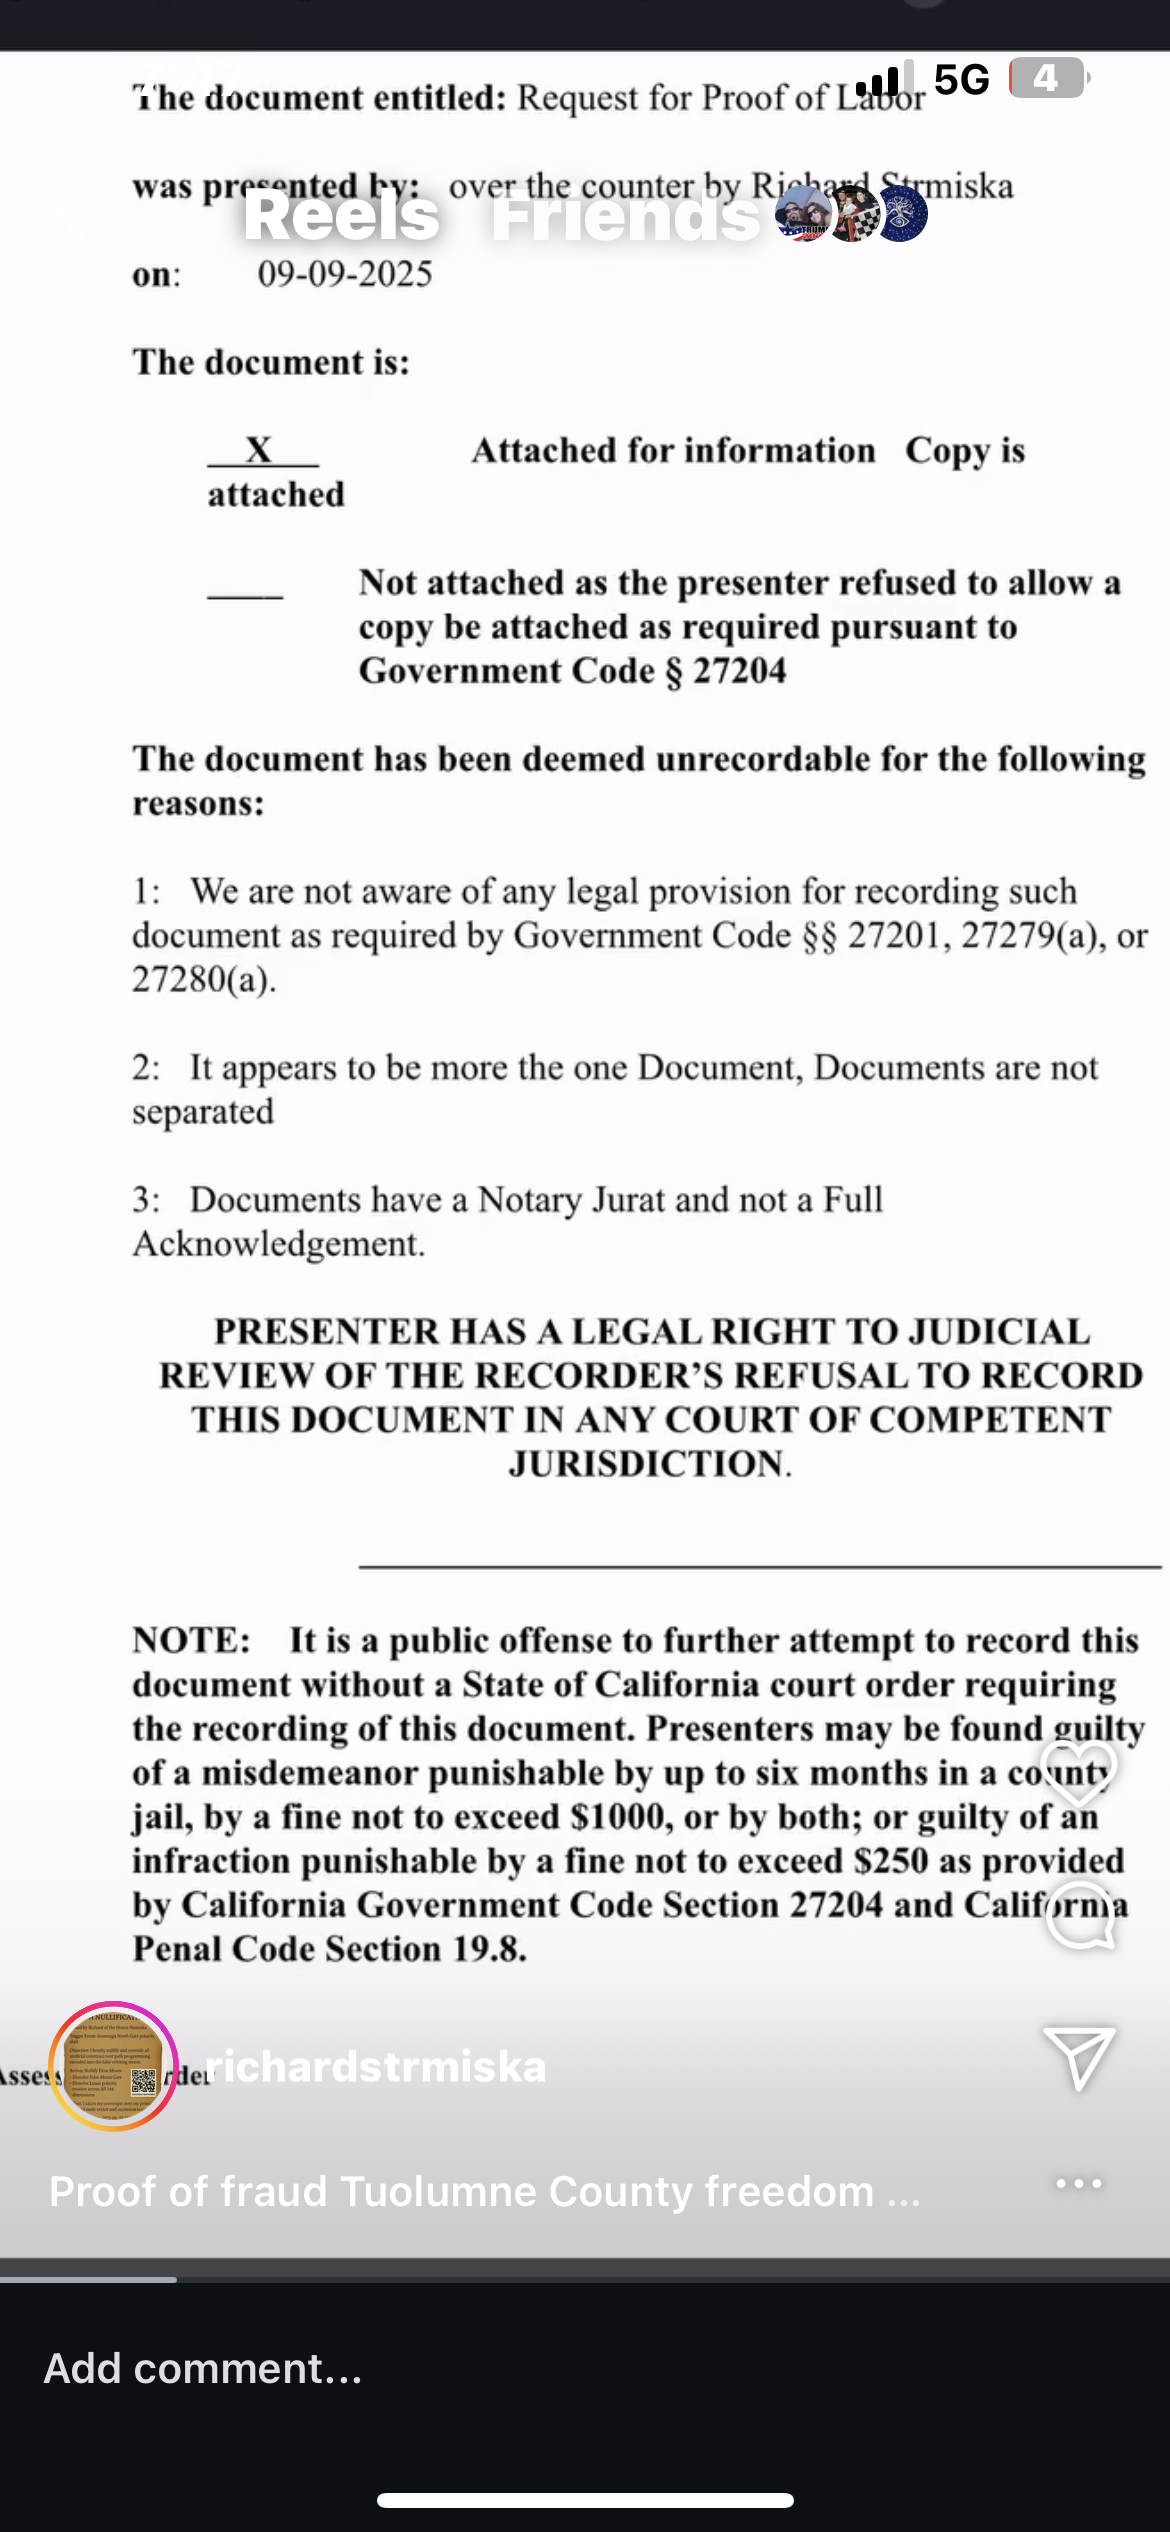 5G 4
The document entitled: Request for Proof of Labor
was presented by: over the counter by Richard Strmiska
Reels Friends
on: 09-09-2025
The document is:
X Attached for information Copy is
attached
____ Not attached as the presenter refused to allow a
copy be attached as required pursuant to
Government Code § 27204
The document has been deemed unrecordable for the following
reasons:
1: We are not aware of any legal provision for recording such
document as required by Government Code §§ 27201, 27279(a), or
27280(a).
2: It appears to be more the one Document, Documents are not
separated
3: Documents have a Notary Jurat and not a Full
Acknowledgement.
PRESENTER HAS A LEGAL RIGHT TO JUDICIAL
REVIEW OF THE RECORDER'S REFUSAL TO RECORD
THIS DOCUMENT IN ANY COURT OF COMPETENT
JURISDICTION.
NOTE: It is a public offense to further attempt to record this
document without a State of California court order requiring
the recording of this document. Presenters may be found guilty
of a misdemeanor punishable by up to six months in a county
jail, by a fine not to exceed $1000, or by both; or guilty of an
infraction punishable by a fine not to exceed $250 as provided
by California Government Code Section 27204 and California
Penal Code Section 19.8.
richardstrmiska
Proof of fraud Tuolumne County freedom ...
Add comment...